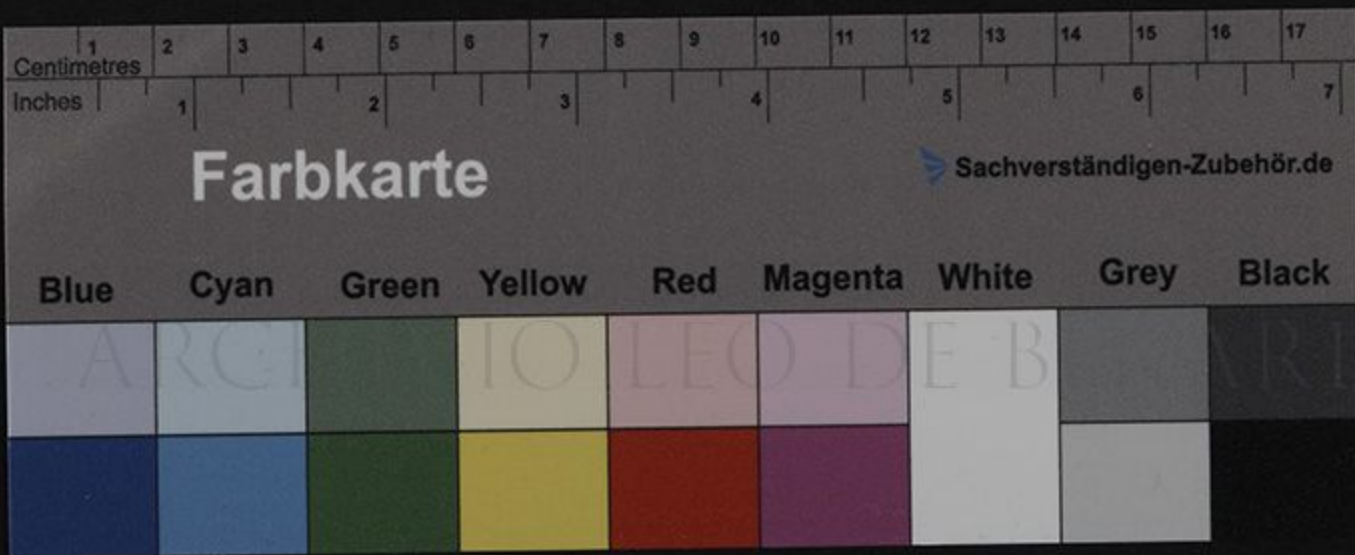 1 2 3 4 5 6 7 8 9 10 11 12 13 14 15 16 17
Centimetres
Inches 1 2 3 4 5 6 7
Farbkarte
Sachverständigen-Zubehör.de
Blue Cyan Green Yellow Red Magenta White Grey Black
LEO DE